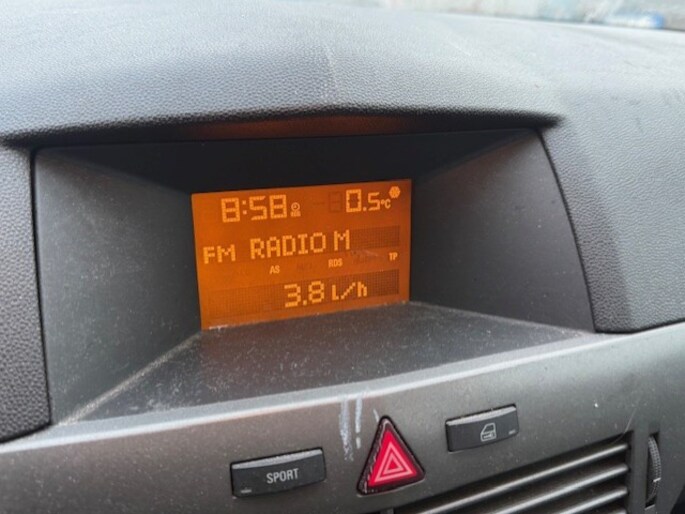 8:58 0.5°C
FM RADIO M
AS RDS TP
3.8 l/h
SPORT